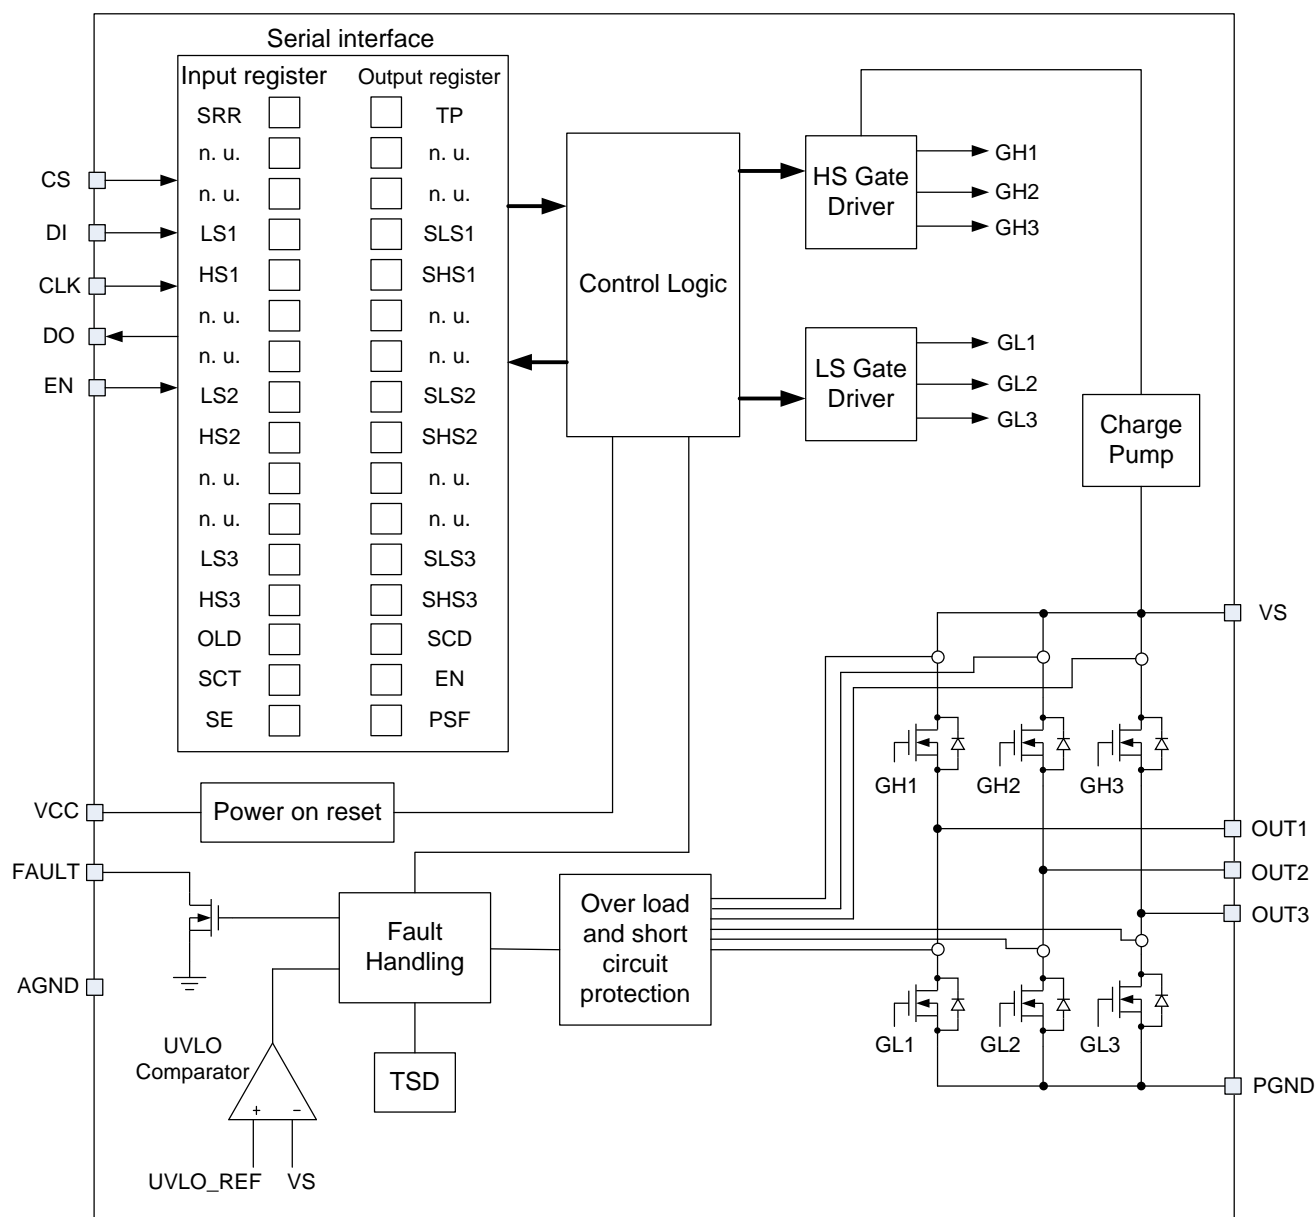 Serial interface
Input register
Output register
SRR
TP
n. u.
n. u.
n. u.
n. u.
LS1
SLS1
HS1
SHS1
n. u.
n. u.
n. u.
n. u.
LS2
SLS2
HS2
SHS2
n. u.
n. u.
n. u.
n. u.
LS3
SLS3
HS3
SHS3
OLD
SCD
SCT
EN
SE
PSF
CS
DI
CLK
DO
EN
Control Logic
HS Gate
Driver
GH1
GH2
GH3
LS Gate
Driver
GL1
GL2
GL3
Charge
Pump
VS
GH1
GH2
GH3
OUT1
OUT2
OUT3
VCC
Power on reset
FAULT
AGND
Fault
Handling
Over load
and short
circuit
protection
GL1
GL2
GL3
PGND
UVLO
Comparator
+
−
TSD
UVLO_REF
VS